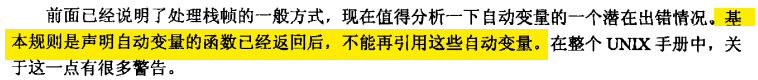 前面已经说明了处理栈帧的一般方式，现在值得分析一下自动变量的一个潜在出错情况。基
本规则是声明自动变量的函数已经返回后，不能再引用这些自动变量。在整个 UNIX 手册中，关
于这一点有很多警告。